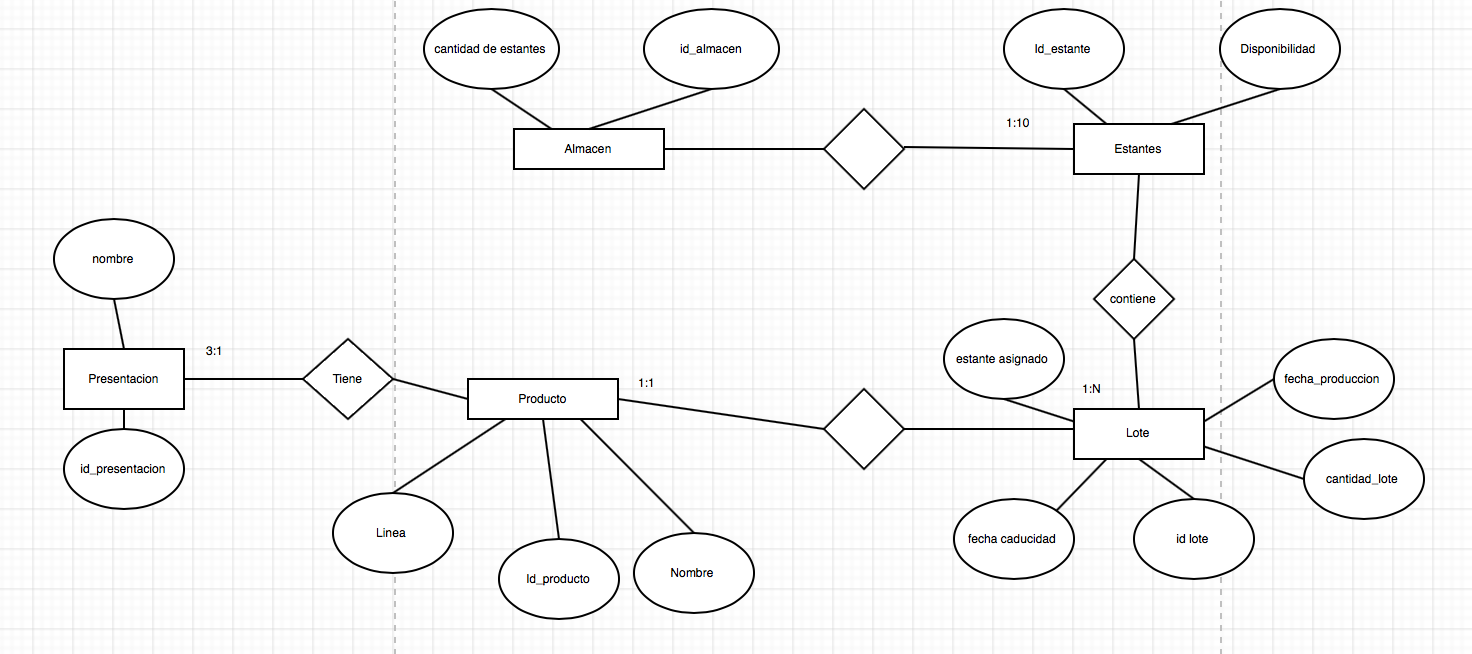 cantidad de estantes
id_almacen
Id_estante
Disponibilidad
1:10
Almacen
Estantes
nombre
contiene
3:1
estante asignado
Presentacion
Tiene
Producto
1:1
1:N
fecha_produccion
Lote
id_presentacion
cantidad_lote
Linea
fecha caducidad
id lote
Id_producto
Nombre